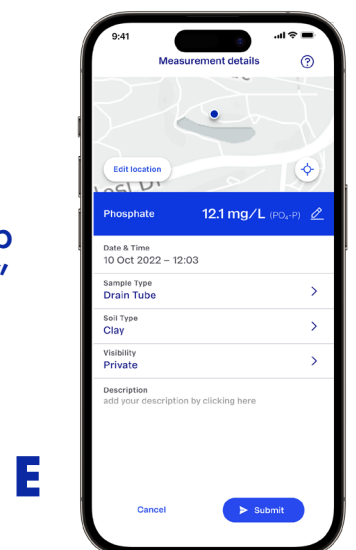 9:41
Measurement details
?
Edit location
Phosphate 12.1 mg/L (PO₄-P)
Date & Time
10 Oct 2022 – 12:03
Sample Type
Drain Tube
Soil Type
Clay
Visibility
Private
Description
add your description by clicking here
Cancel Submit
E